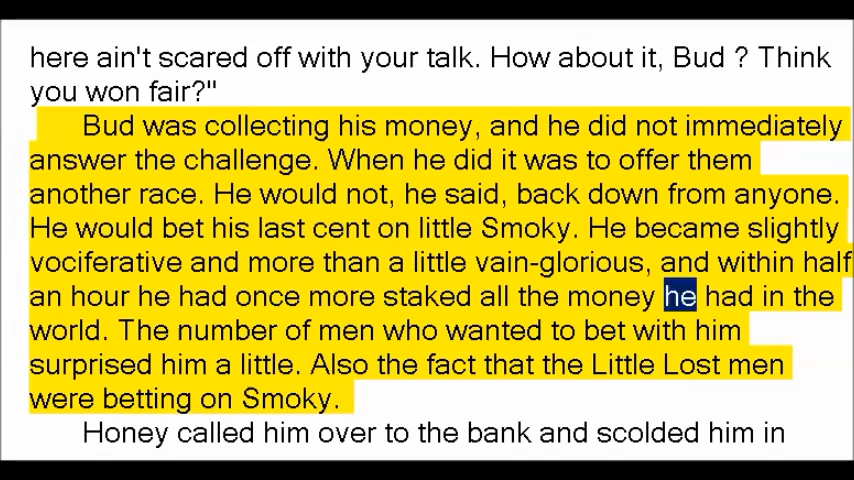 here ain't scared off with your talk. How about it, Bud ? Think
you won fair?"
Bud was collecting his money, and he did not immediately
answer the challenge. When he did it was to offer them
another race. He would not, he said, back down from anyone.
He would bet his last cent on little Smoky. He became slightly
vociferative and more than a little vain-glorious, and within half
an hour he had once more staked all the money he had in the
world. The number of men who wanted to bet with him
surprised him a little. Also the fact that the Little Lost men
were betting on Smoky.
Honey called him over to the bank and scolded him in